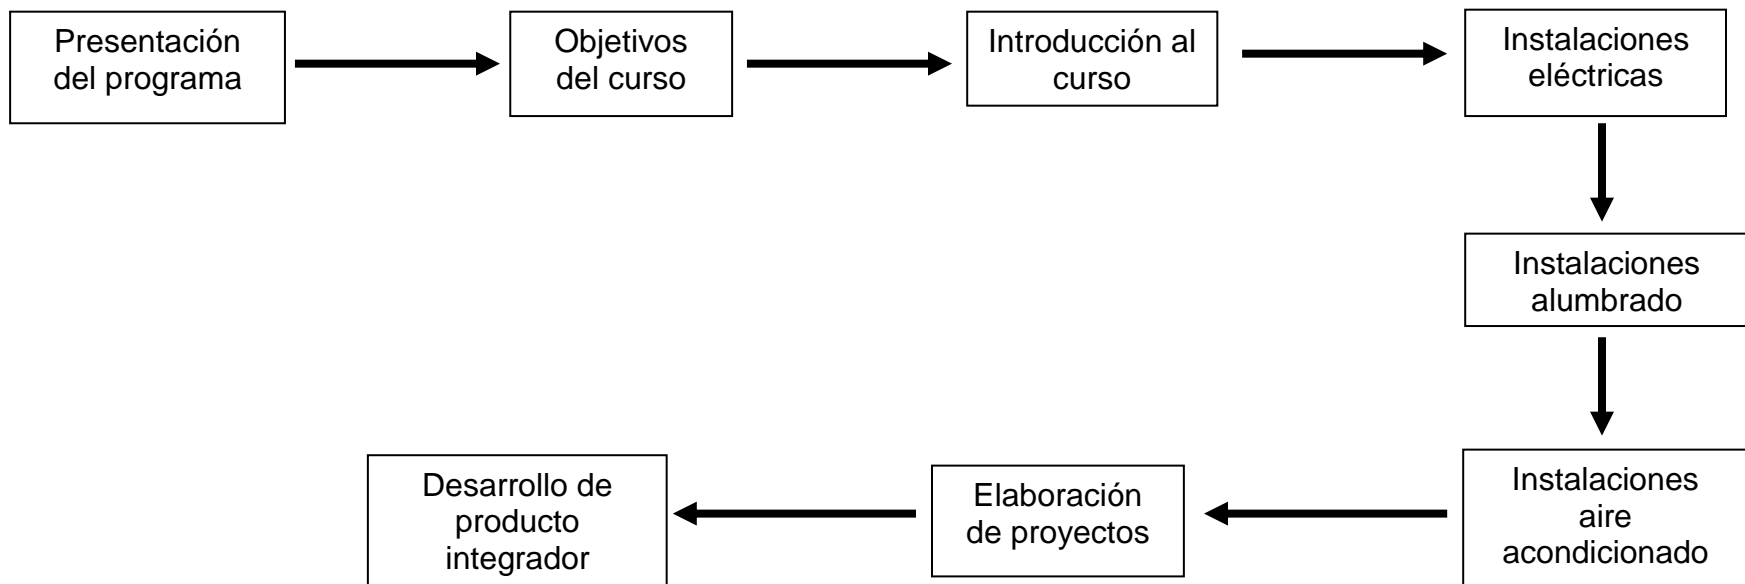 Presentación
del programa
Objetivos
del curso
Introducción al
curso
Instalaciones
eléctricas
Instalaciones
alumbrado
Instalaciones
aire
acondicionado
Elaboración
de proyectos
Desarrollo de
producto
integrador